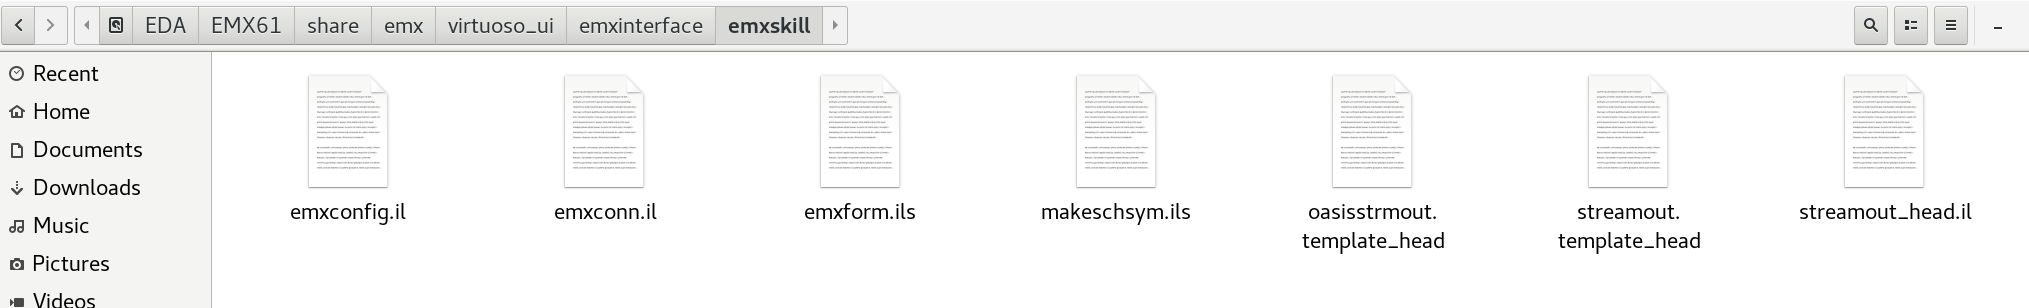 EDA EMX61 share emx virtuoso_ui emxinterface emxskill
Recent
Home
Documents
Downloads
Music
Pictures
Videos
emxconfig.il
emxconn.il
emxform.ils
makeschsym.ils
oasisstrmout.
template_head
streamout.
template_head
streamout_head.il